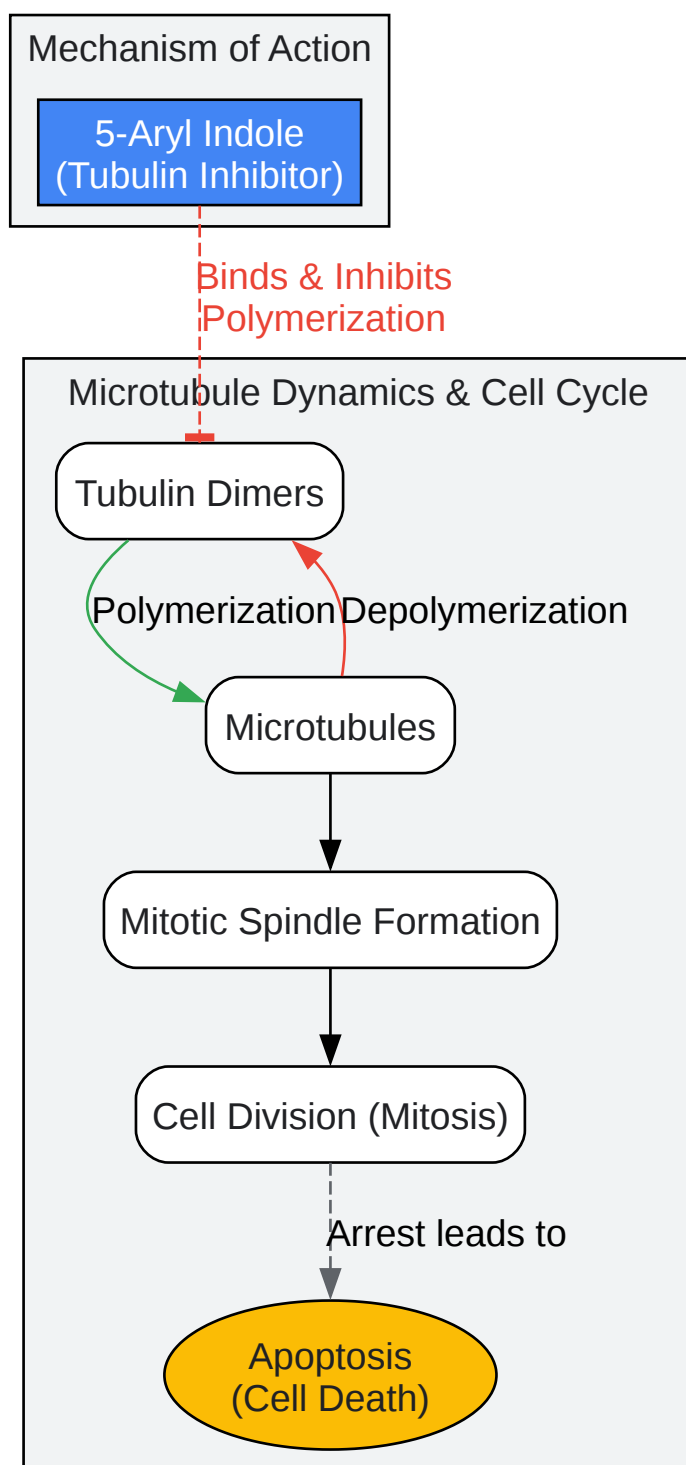 Mechanism of Action
5-Aryl Indole
(Tubulin Inhibitor)
Binds & Inhibits
Polymerization
Microtubule Dynamics & Cell Cycle
Tubulin Dimers
Polymerization
Depolymerization
Microtubules
Mitotic Spindle Formation
Cell Division (Mitosis)
Arrest leads to
Apoptosis
(Cell Death)